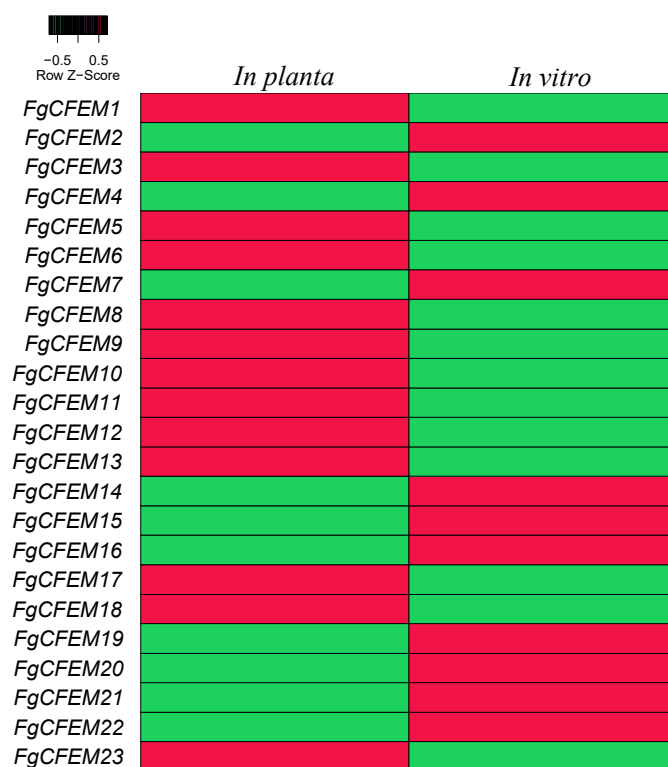 −0.5 0.5
Row Z−Score
In planta In vitro
FgCFEM1
FgCFEM2
FgCFEM3
FgCFEM4
FgCFEM5
FgCFEM6
FgCFEM7
FgCFEM8
FgCFEM9
FgCFEM10
FgCFEM11
FgCFEM12
FgCFEM13
FgCFEM14
FgCFEM15
FgCFEM16
FgCFEM17
FgCFEM18
FgCFEM19
FgCFEM20
FgCFEM21
FgCFEM22
FgCFEM23